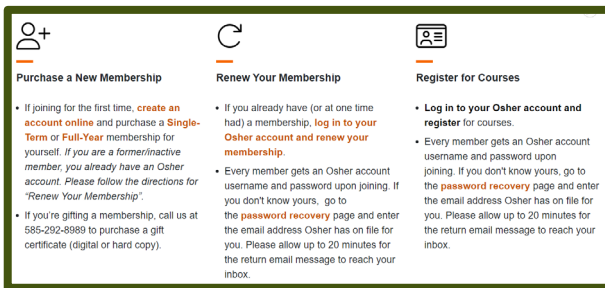 Purchase a New Membership
• If joining for the first time, create an
account online and purchase a Single-
Term or Full-Year membership for
yourself. If you are a former/inactive
member, you already have an Osher
account. Please follow the directions for
“Renew Your Membership”.
• If you're gifting a membership, call us at
585-292-8989 to purchase a gift
certificate (digital or hard copy).
Renew Your Membership
• If you already have (or at one time
had) a membership, log in to your
Osher account and renew your
membership.
• Every member gets an Osher account
username and password upon joining. If
you don't know yours, go to
the password recovery page and enter
the email address Osher has on file for
you. Please allow up to 20 minutes for
the return email message to reach your
inbox.
Register for Courses
• Log in to your Osher account and
register for courses.
• Every member gets an Osher account
username and password upon
joining. If you don't know yours, go to
the password recovery page and enter
the email address Osher has on file for
you. Please allow up to 20 minutes for
the return email message to reach your
inbox.